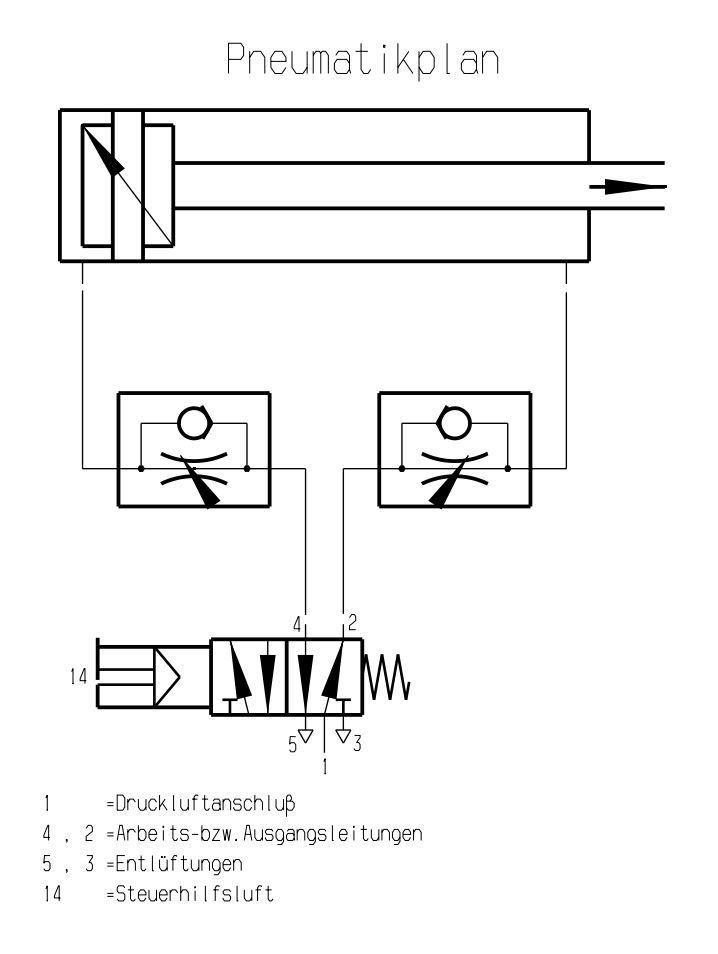 Pneumatikplan
4 2
14
5 3
1
1 =Druckluftanschluß
4 , 2 =Arbeits-bzw.Ausgangsleitungen
5 , 3 =Entlüftungen
14 =Steuerhilfsluft